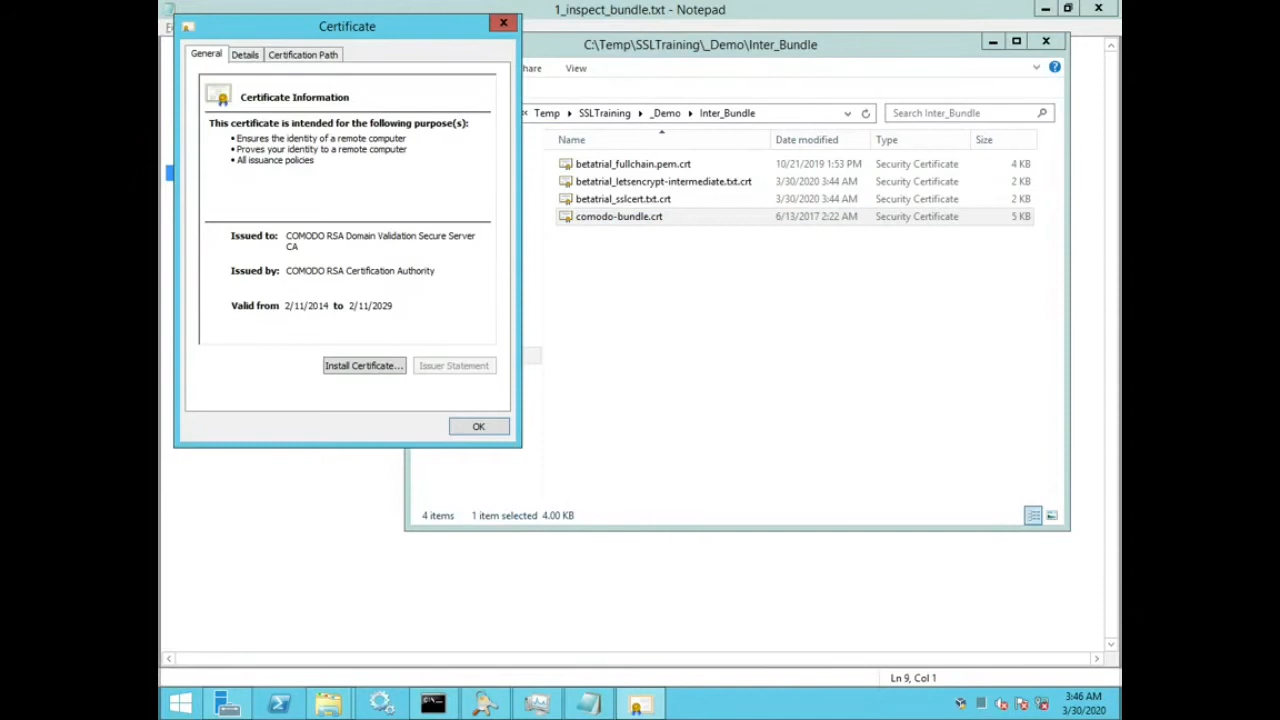 1_inspect_bundle.txt - Notepad
Certificate
General Details Certification Path
Certificate Information
This certificate is intended for the following purpose(s):
• Ensures the identity of a remote computer
• Proves your identity to a remote computer
• All issuance policies
Issued to: COMODO RSA Domain Validation Secure Server
CA
Issued by: COMODO RSA Certification Authority
Valid from 2/11/2014 to 2/11/2029
Install Certificate... Issuer Statement
OK
C:\Temp\SSLTraining\_Demo\Inter_Bundle
hare View
« Temp SSLTraining _Demo Inter_Bundle Search Inter_Bundle
Name Date modified Type Size
betatrial_fullchain.pem.crt 10/21/2019 1:53 PM Security Certificate 4 KB
betatrial_letsencrypt-intermediate.txt.crt 3/30/2020 3:44 AM Security Certificate 2 KB
betatrial_sslcert.txt.crt 3/30/2020 3:44 AM Security Certificate 2 KB
comodo-bundle.crt 6/13/2017 2:22 AM Security Certificate 5 KB
4 items 1 item selected 4.00 KB
Ln 9, Col 1
3:46 AM
3/30/2020